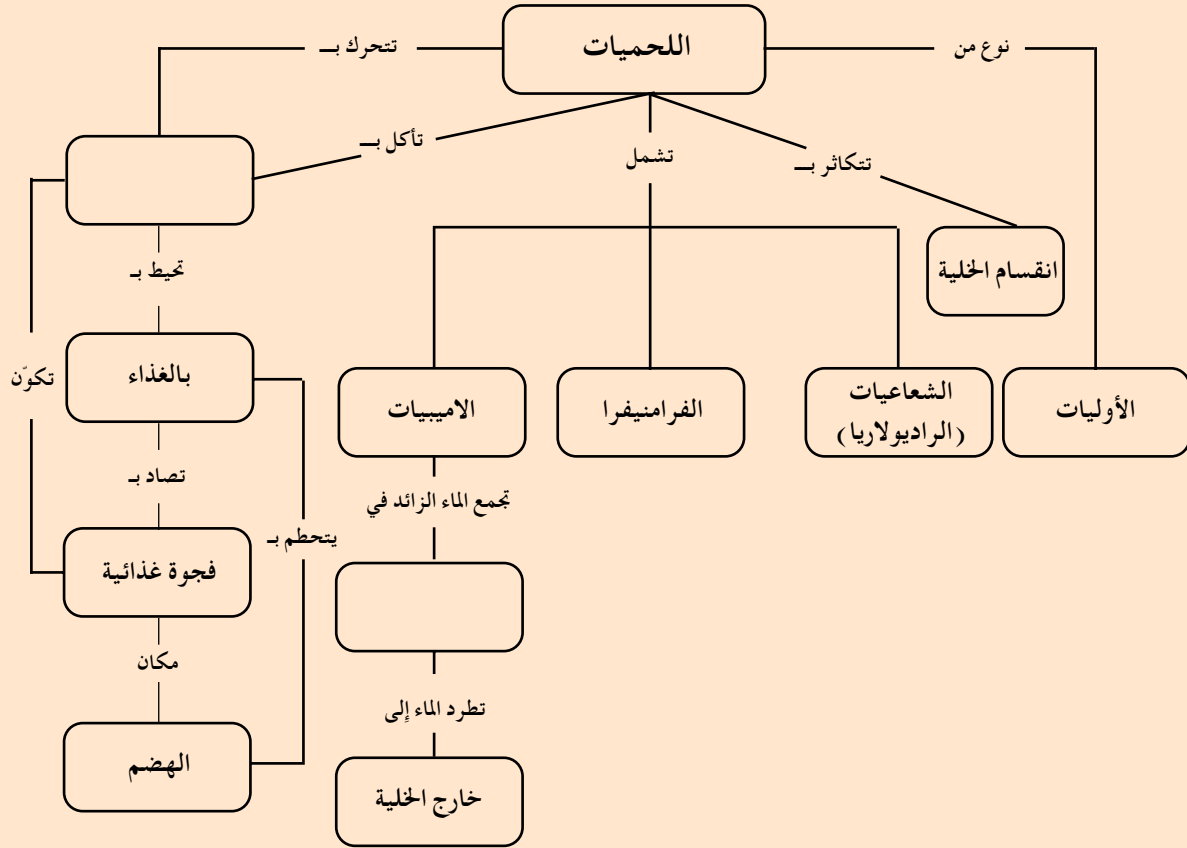 اللحميات
نوع من
تتحرك بـ
تأكل بـ
تشمل
تتكاثر بـ
انقسام الخلية
تحيط بـ
بالغذاء
تكوّن
الاميبيات
الفرامنيفرا
الشعاعيات
(الراديولاريا)
الأوليات
تصاد بـ
تجمع الماء الزائد في
يتحطم بـ
فجوة غذائية
مكان
تطرد الماء إلى
الهضم
خارج الخلية